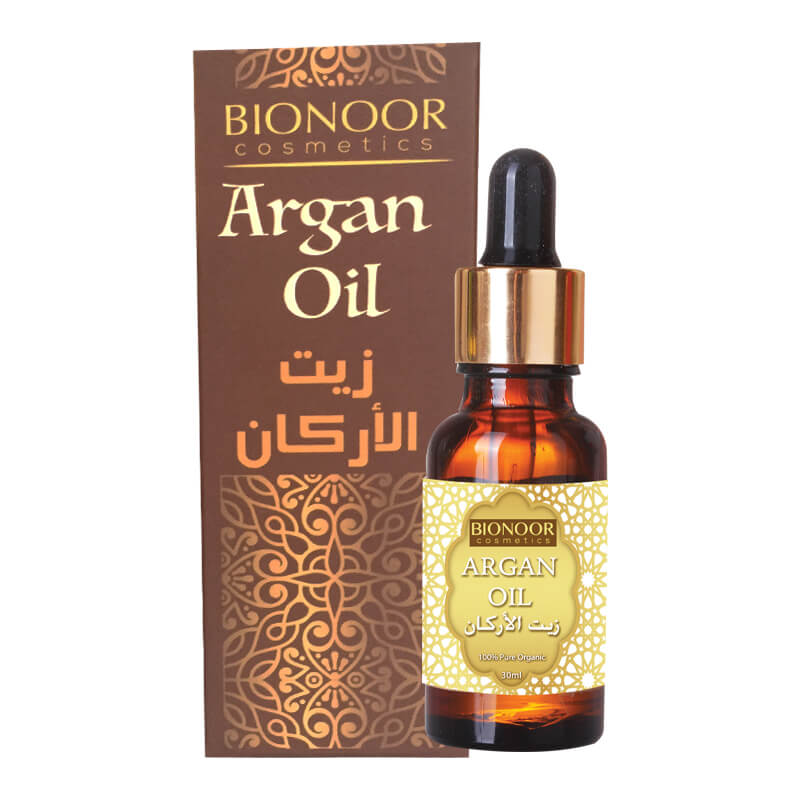 BIONOOR
cosmetics
Argan
Oil
زيت
الأركان
BIONOOR
cosmetics
ARGAN
OIL
زيت الأركان
100% Pure Organic
30ml